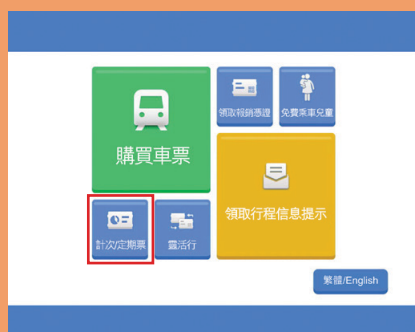 購買車票
領取報銷憑證
免費乘車兒童
領取行程信息提示
計次/定期票
靈活行
繁體/English